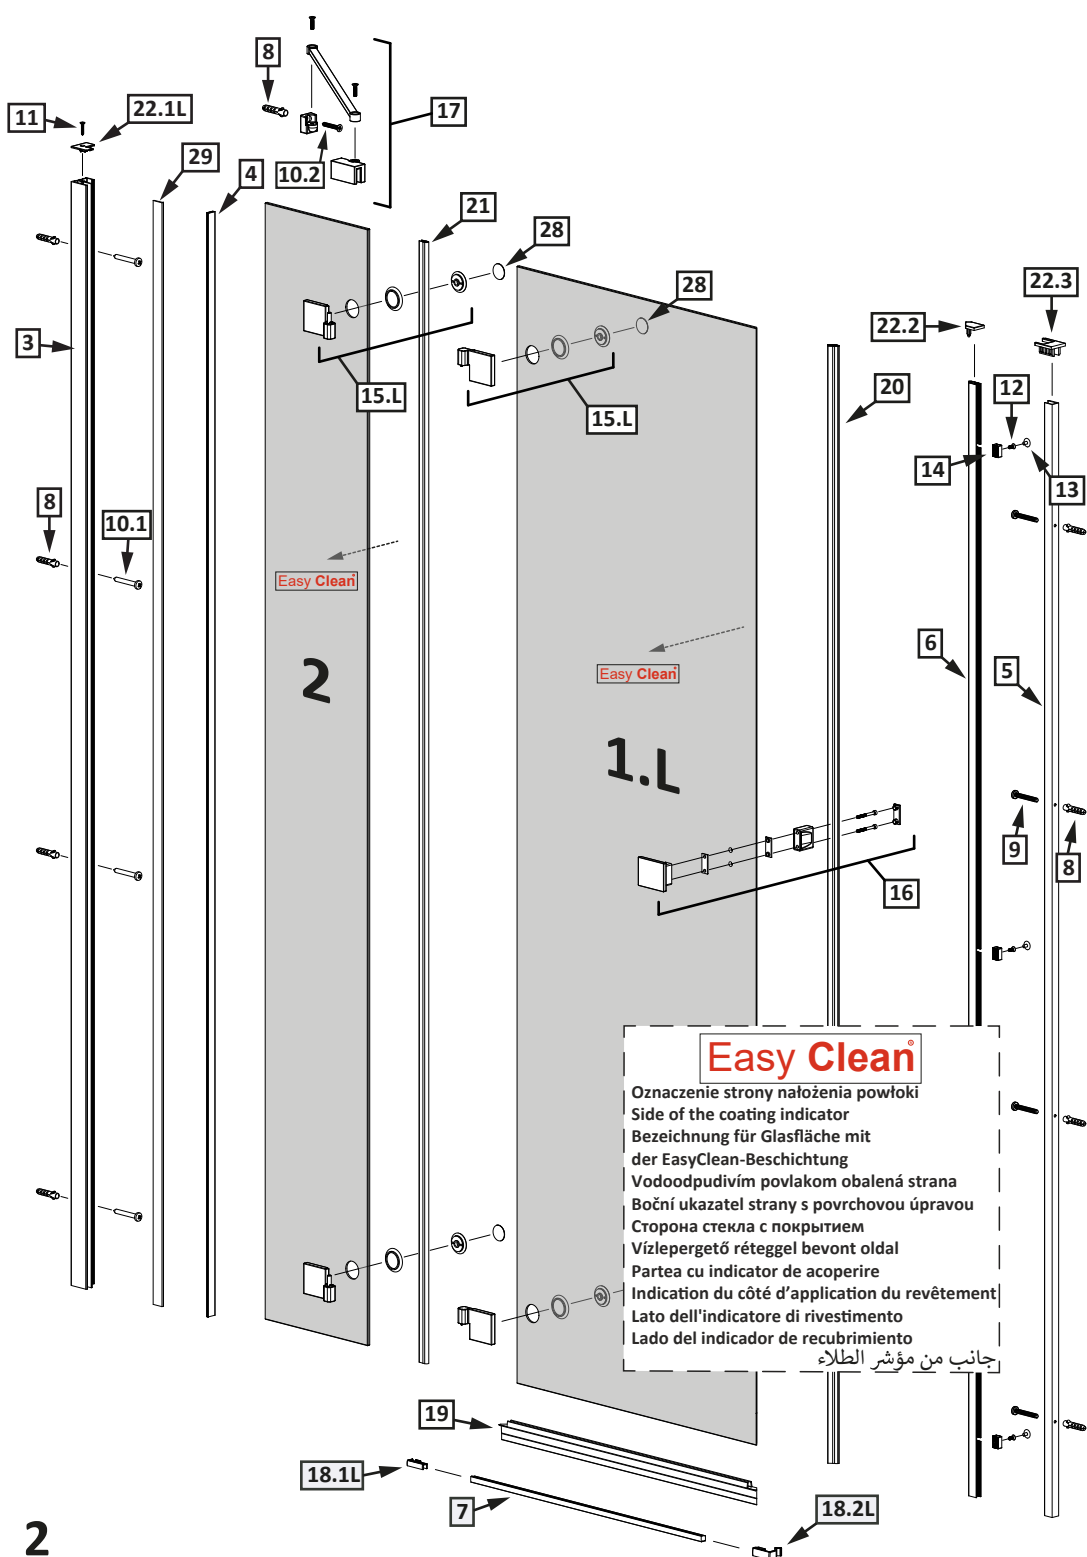 8
17
11
22.1L
10.2
29
4
21
28
28
22.3
22.2
3
15.L
15.L
20
12
14
13
8
10.1
Easy Clean
2
Easy Clean
1.L
6
5
9
8
16
Easy Clean®
Oznaczenie strony nałożenia powłoki
Side of the coating indicator
Bezeichnung für Glasfläche mit
der EasyClean-Beschichtung
Vodoodpudivím povlakom obalená strana
Boční ukazatel strany s povrchovou úpravou
Сторона стекла с покрытием
Vízlepergető réteggel bevont oldal
Partea cu indicator de acoperire
Indication du côté d’application du revêtement
Lato dell'indicatore di rivestimento
Lado del indicador de recubrimiento
جانب من مؤشر الطلاء
19
18.1L
7
18.2L
2